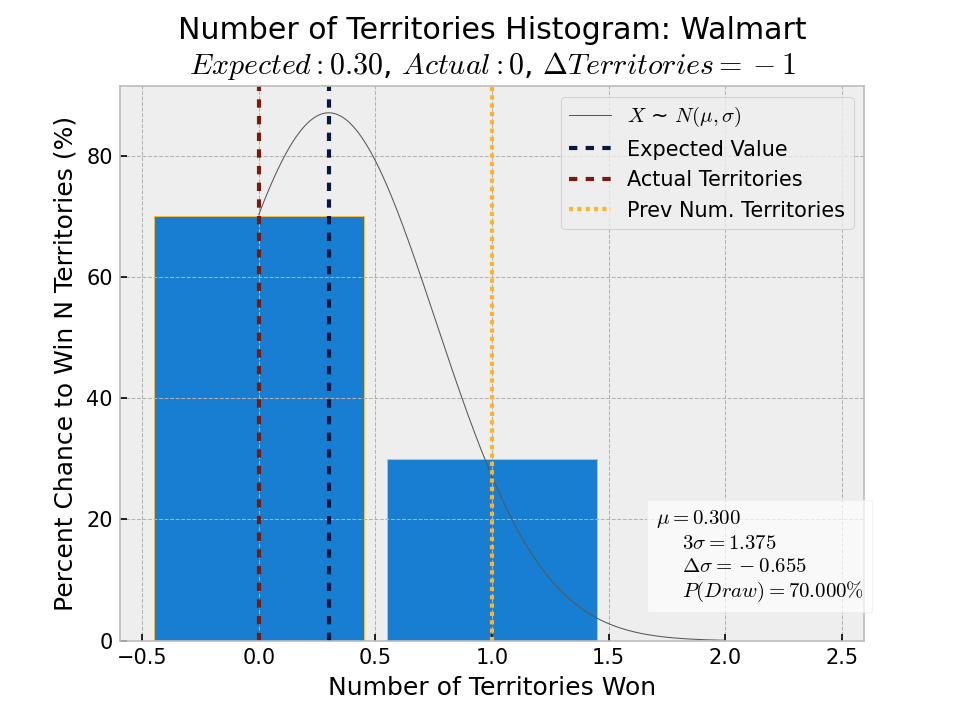 Number of Territories Histogram: Walmart
Expected : 0.30, Actual : 0, ΔTerritories = −1
Percent Chance to Win N Territories (%)
80
60
40
20
0
X ∼ N(μ, σ)
Expected Value
Actual Territories
Prev Num. Territories
μ = 0.300
3σ = 1.375
Δσ = −0.655
P(Draw) = 70.000%
−0.5 0.0 0.5 1.0 1.5 2.0 2.5
Number of Territories Won